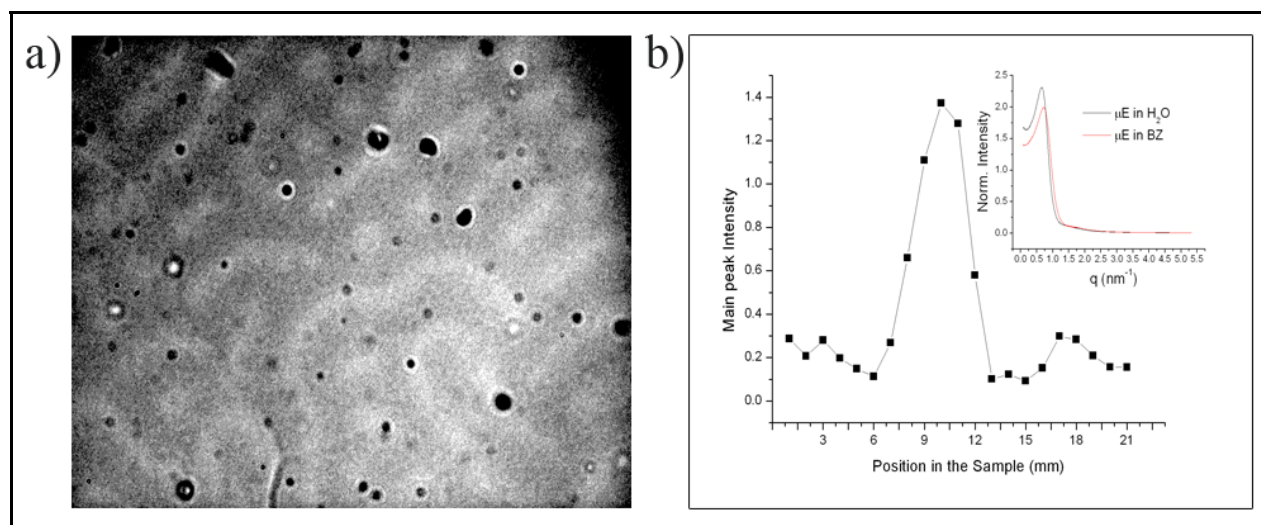 a)
b)
Main peak Intensity
1.4
1.2
1.0
0.8
0.6
0.4
0.2
0.0
3 6 9 12 15 18 21
Position in the Sample (mm)
Norm. Intensity
2.5
2.0
1.5
1.0
0.5
0.0
µE in H₂O
µE in BZ
0.0 0.5 1.0 1.5 2.0 2.5 3.0 3.5 4.0 4.5 5.0 5.5
q (nm⁻¹)